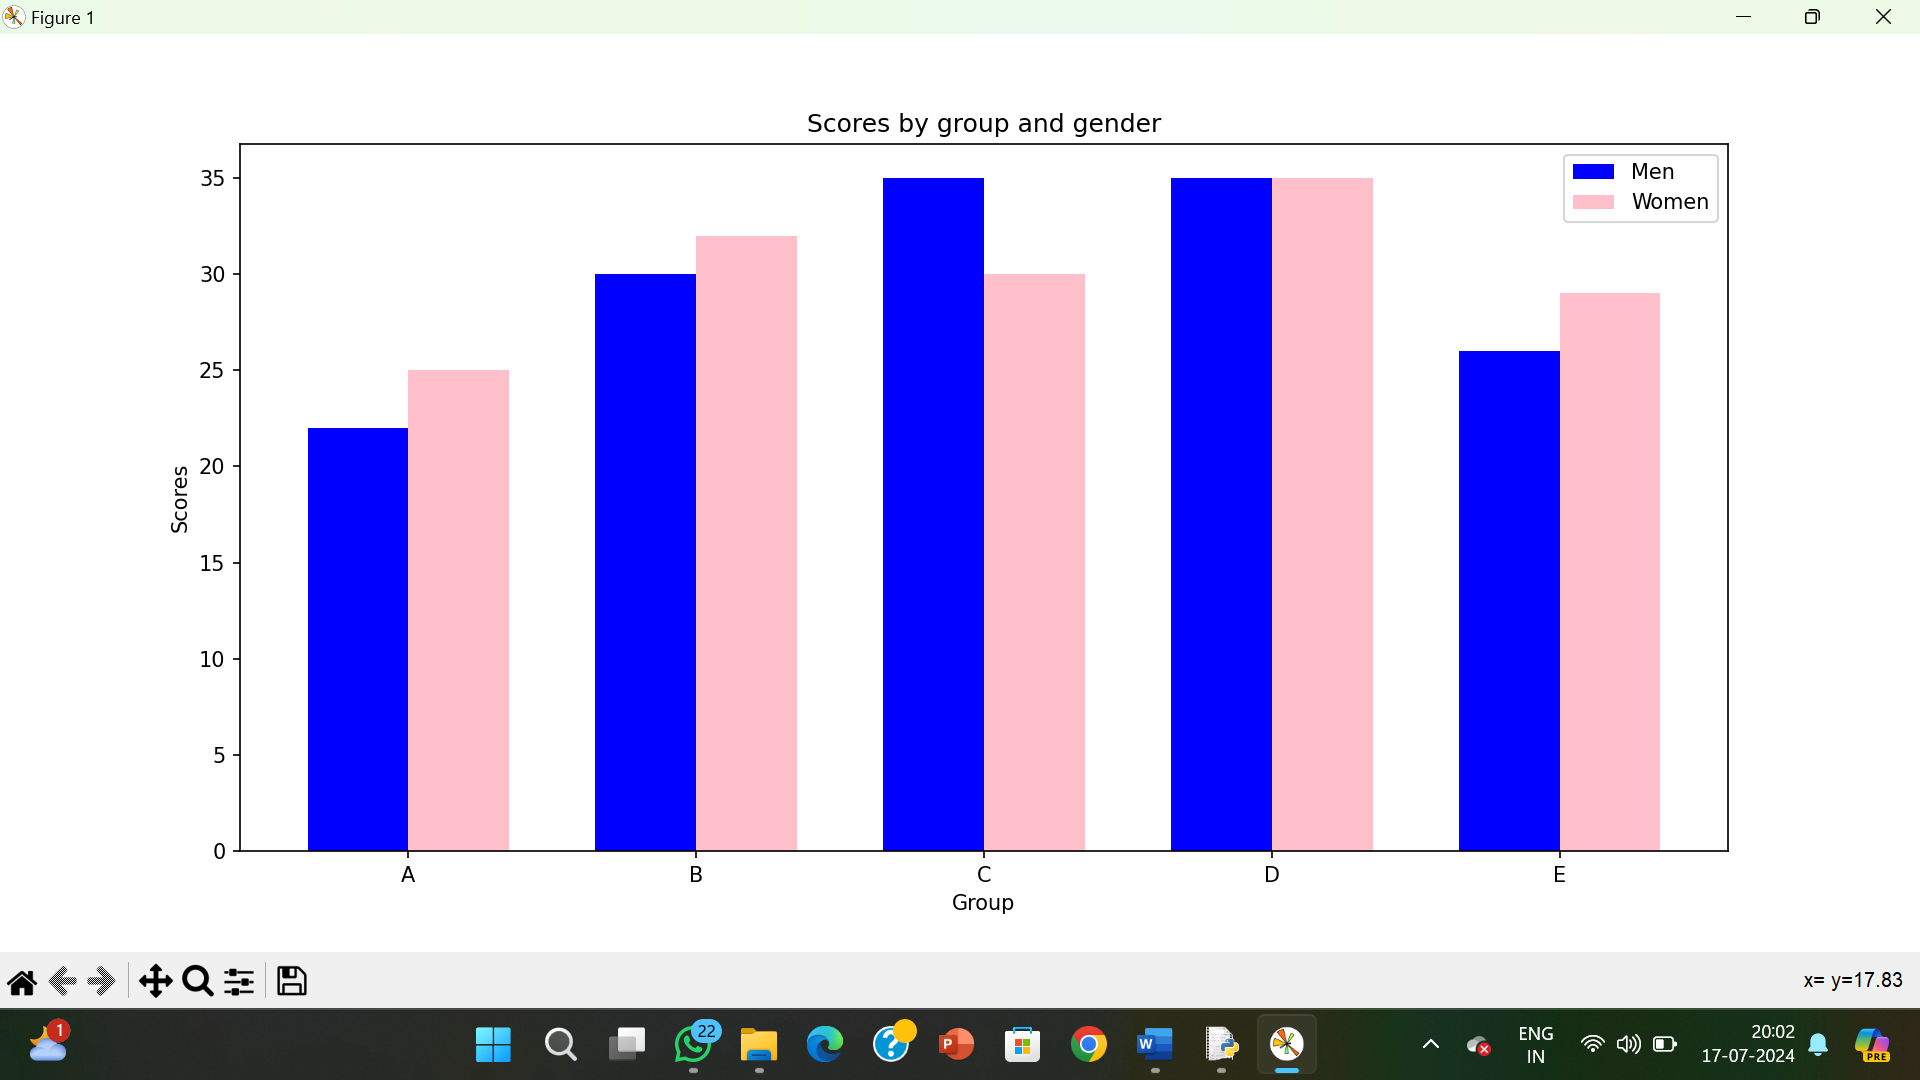 Figure 1
Scores by group and gender
Men
Women
35
30
25
20
15
10
5
0
Scores
A B C D E
Group
x= y=17.83
1
22
P
W
ENG
IN
20:02
17-07-2024
PRE